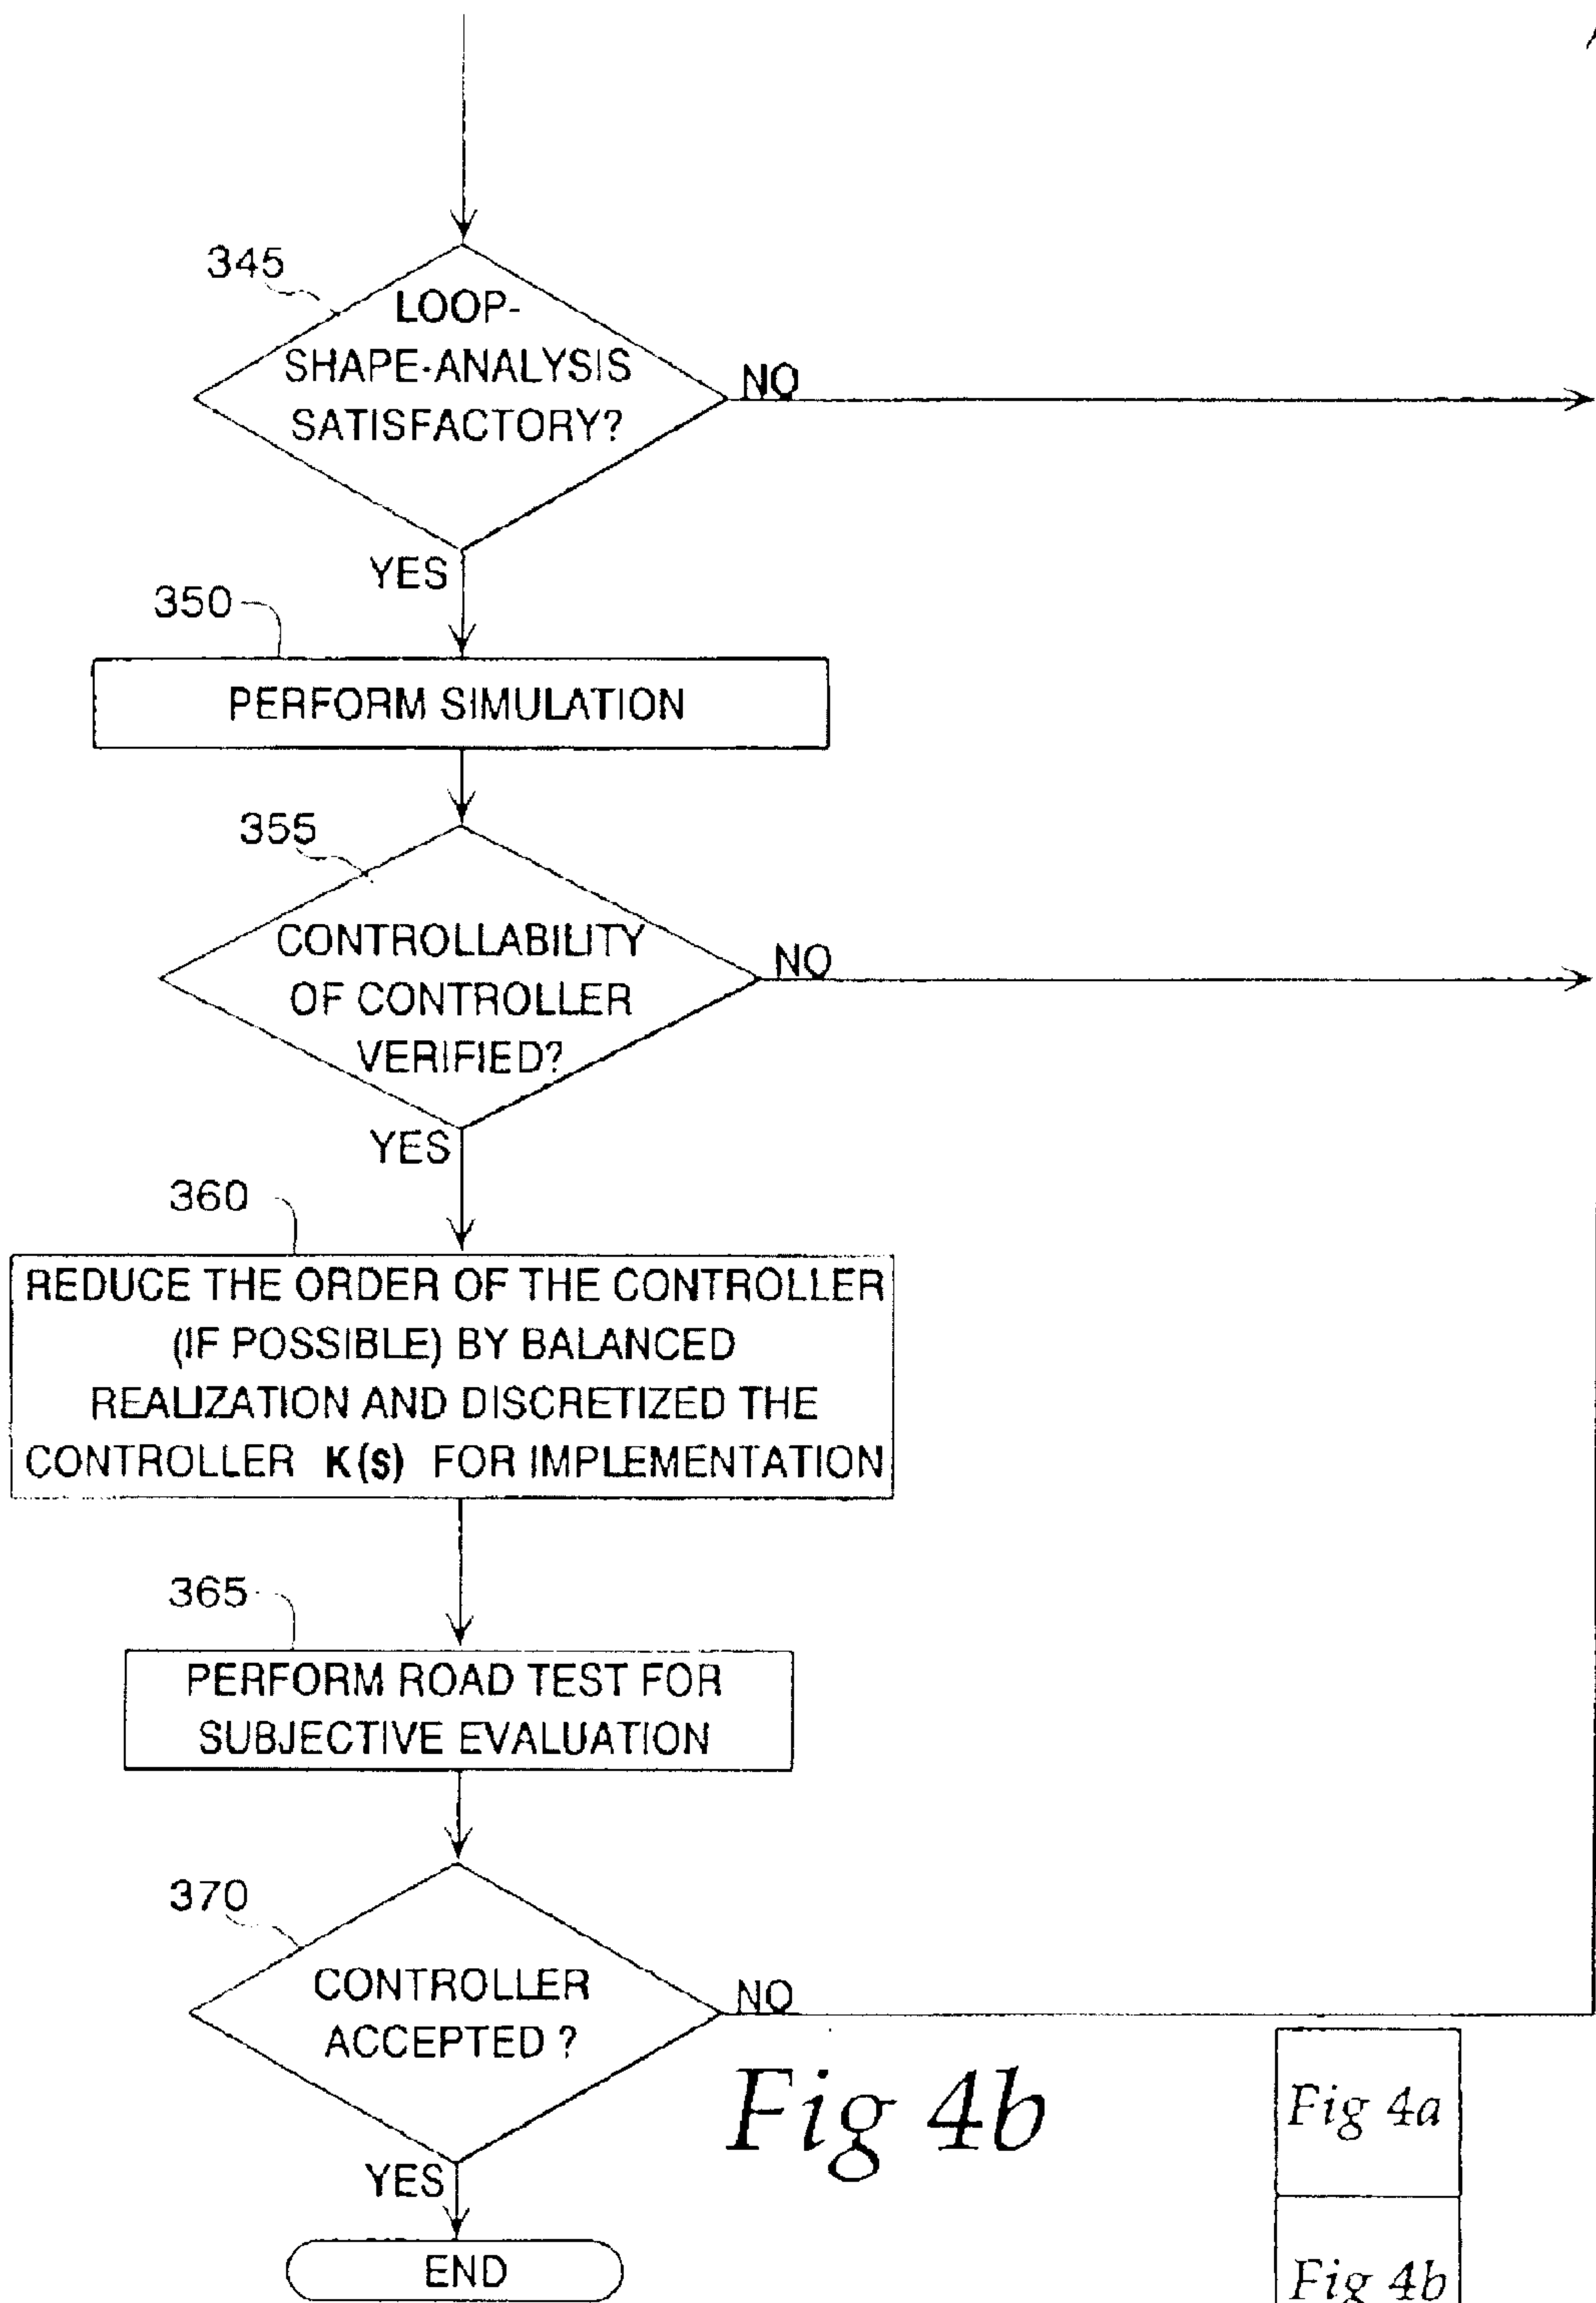 345
LOOP-
SHAPE-ANALYSIS
SATISFACTORY?
NO
YES
350
PERFORM SIMULATION
355
CONTROLLABILITY
OF CONTROLLER
VERIFIED?
NO
YES
360
REDUCE THE ORDER OF THE CONTROLLER
(IF POSSIBLE) BY BALANCED
REALIZATION AND DISCRETIZED THE
CONTROLLER K(s) FOR IMPLEMENTATION
365
PERFORM ROAD TEST FOR
SUBJECTIVE EVALUATION
370
CONTROLLER
ACCEPTED ?
NO
YES
END
Fig 4b
Fig 4a
Fig 4b